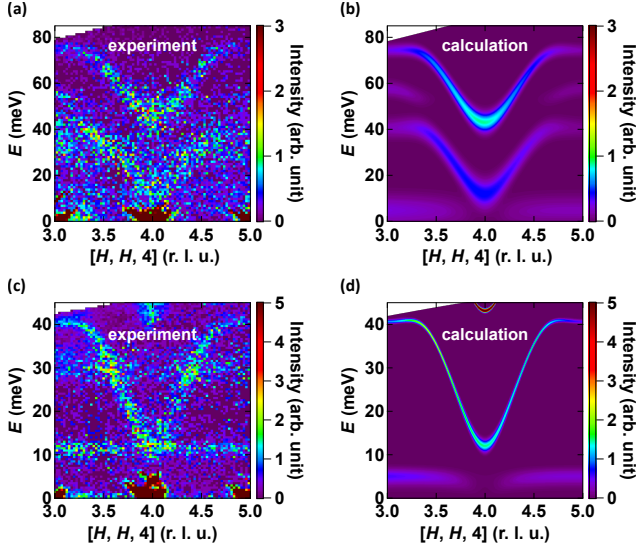 (a)
experiment
80
60
40
20
0
E (meV)
3.0 3.5 4.0 4.5 5.0
[H, H, 4] (r. l. u.)
3
2
1
0
Intensity (arb. unit)
(b)
calculation
80
60
40
20
0
E (meV)
3.0 3.5 4.0 4.5 5.0
[H, H, 4] (r. l. u.)
3
2
1
0
Intensity (arb. unit)
(c)
experiment
40
30
20
10
0
E (meV)
3.0 3.5 4.0 4.5 5.0
[H, H, 4] (r. l. u.)
5
4
3
2
1
0
Intensity (arb. unit)
(d)
calculation
40
30
20
10
0
E (meV)
3.0 3.5 4.0 4.5 5.0
[H, H, 4] (r. l. u.)
5
4
3
2
1
0
Intensity (arb. unit)